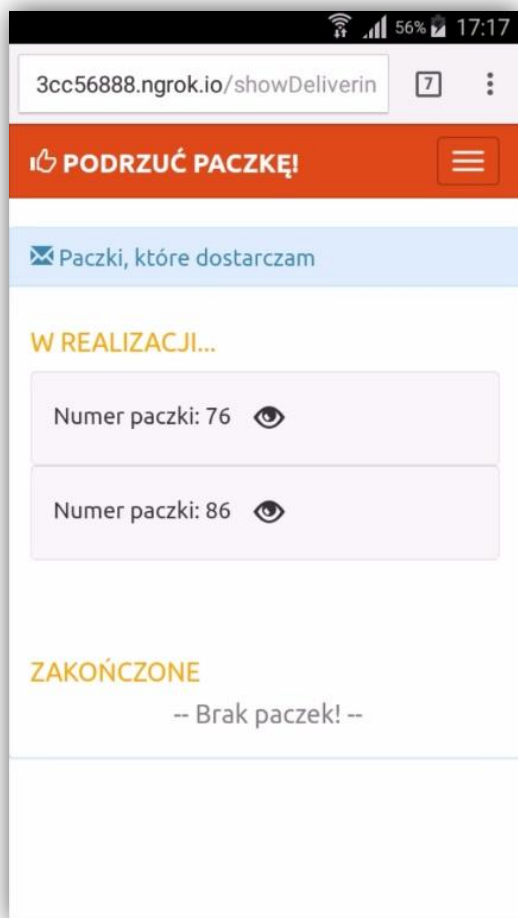 56% 17:17
3cc56888.ngrok.io/showDeliverin 7
PODRZUĆ PACZKĘ!
Paczki, które dostarczam
W REALIZACJI...
Numer paczki: 76
Numer paczki: 86
ZAKOŃCZONE
-- Brak paczek! --